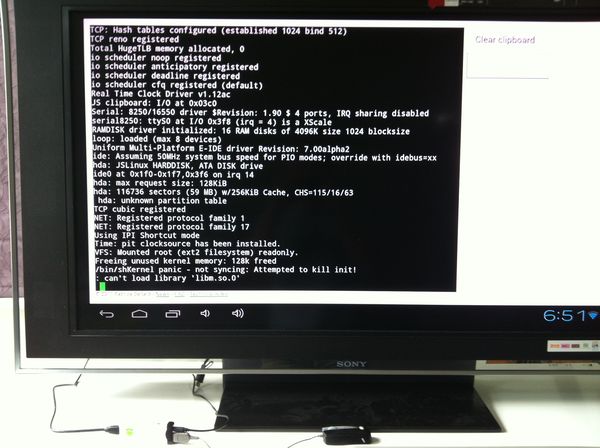 TCP: Hash tables configured (established 1024 bind 512)
TCP reno registered
Total HugeTLB memory allocated, 0
io scheduler noop registered
io scheduler anticipatory registered
io scheduler deadline registered
io scheduler cfq registered (default)
Real Time Clock Driver v1.12ac
JS clipboard: I/O at 0x03c0
Serial: 8250/16550 driver $Revision: 1.90 $ 4 ports, IRQ sharing disabled
serial8250: ttyS0 at I/O 0x3f8 (irq = 4) is a XScale
RAMDISK driver initialized: 16 RAM disks of 4096K size 1024 blocksize
loop: loaded (max 8 devices)
Uniform Multi-Platform E-IDE driver Revision: 7.00alpha2
ide: Assuming 50MHz system bus speed for PIO modes; override with idebus=xx
hda: JSLinux HARDDISK, ATA DISK drive
ide0 at 0x1f0-0x1f7,0x3f6 on irq 14
hda: max request size: 128KiB
hda: 116736 sectors (59 MB) w/256KiB Cache, CHS=115/16/63
hda: unknown partition table
TCP cubic registered
NET: Registered protocol family 1
NET: Registered protocol family 17
Using IPI Shortcut mode
Time: pit clocksource has been installed.
VFS: Mounted root (ext2 filesystem) readonly.
Freeing unused kernel memory: 128k freed
/bin/shKernel panic - not syncing: Attempted to kill init!
: can't load library 'libm.so.0'
Clear clipboard
6:51
SONY